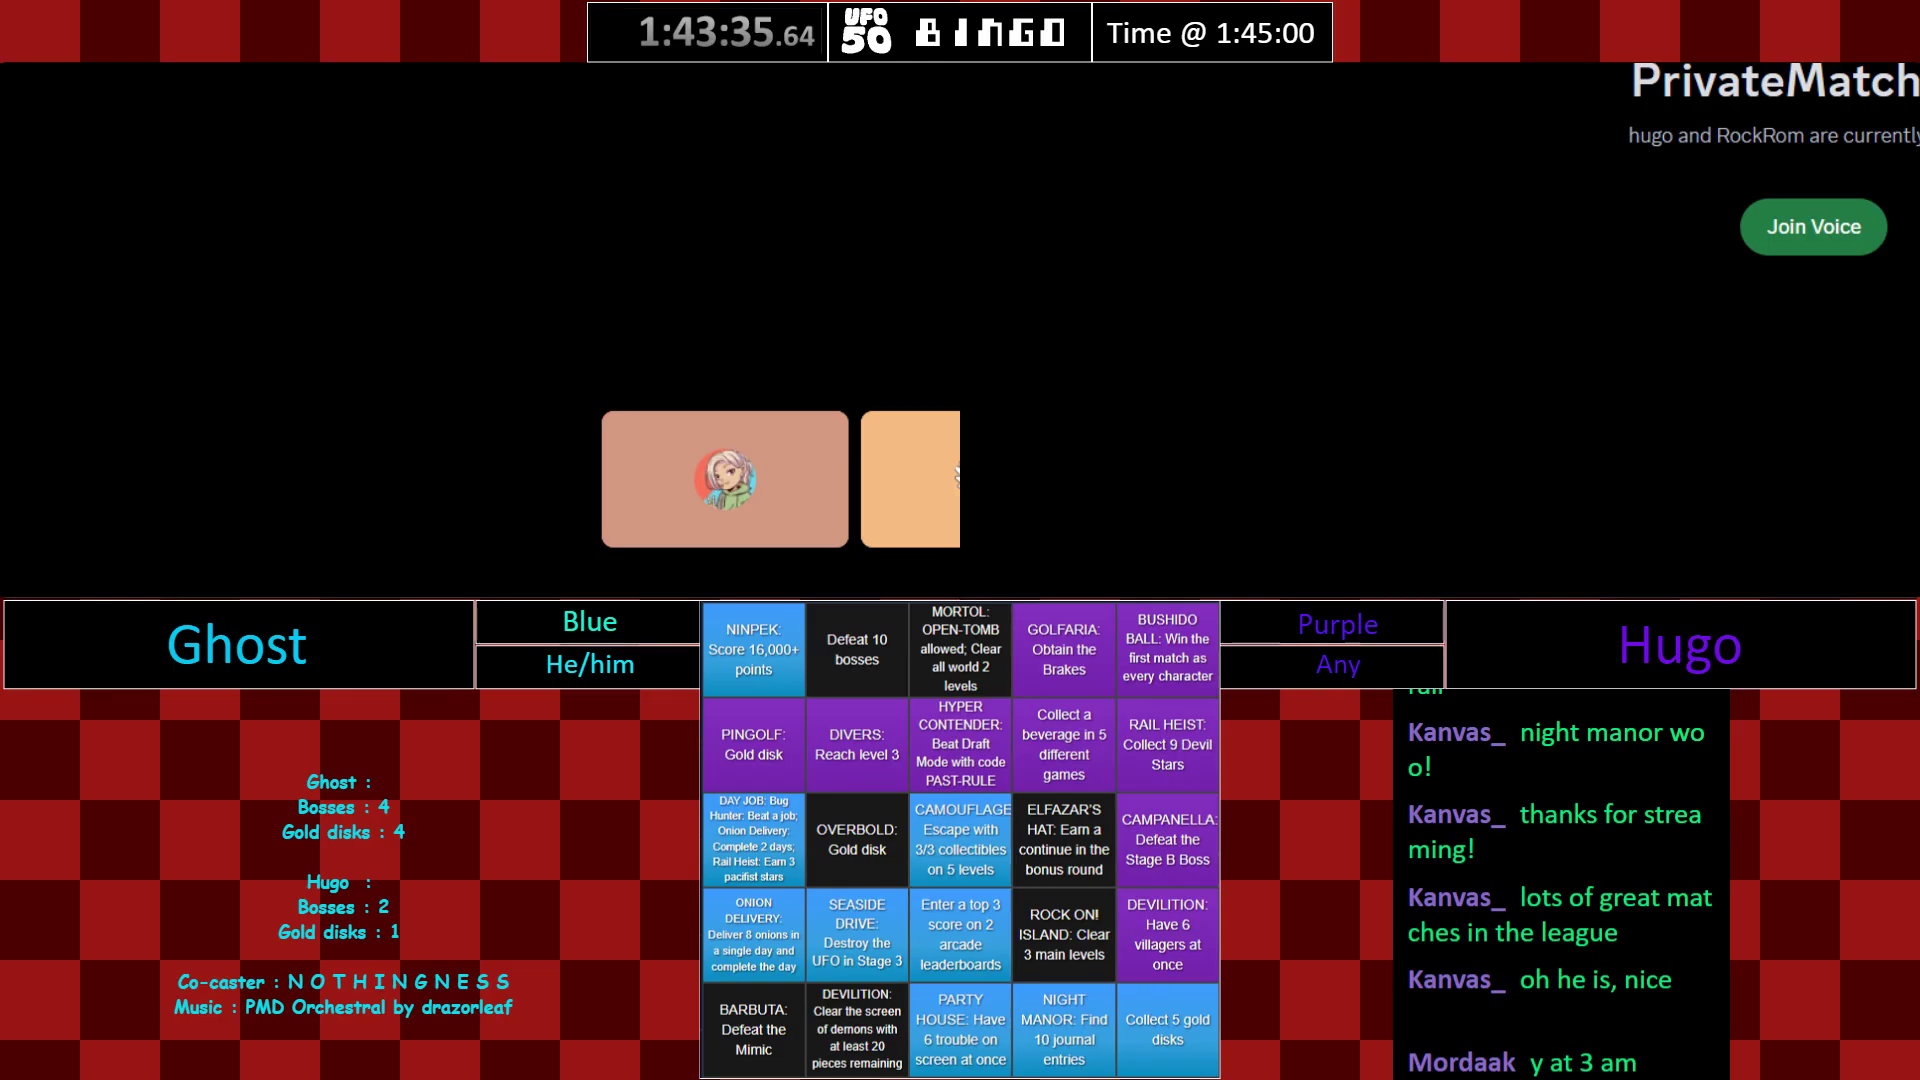 1:43:35.64
UFO 50
BINGO
Time @ 1:45:00
PrivateMatch
hugo and RockRom are currently
Join Voice
Ghost
Blue
He/him
Purple
Any
Hugo
NINPEK:
Score 16,000+
points
Defeat 10
bosses
MORTOL:
OPEN-TOMB
allowed; Clear
all world 2
levels
GOLFARIA:
Obtain the
Brakes
BUSHIDO
BALL: Win the
first match as
every character
PINGOLF:
Gold disk
DIVERS:
Reach level 3
HYPER
CONTENDER:
Beat Draft
Mode with code
PAST-RULE
Collect a
beverage in 5
different
games
RAIL HEIST:
Collect 9 Devil
Stars
DAY JOB: Bug
Hunter: Beat a job;
Onion Delivery:
Complete 2 days;
Rail Heist: Earn 3
pacifist stars
OVERBOLD:
Gold disk
CAMOUFLAGE
Escape with
3/3 collectibles
on 5 levels
ELFAZAR'S
HAT: Earn a
continue in the
bonus round
CAMPANELLA:
Defeat the
Stage B Boss
ONION
DELIVERY:
Deliver 8 onions in
a single day and
complete the day
SEASIDE
DRIVE:
Destroy the
UFO in Stage 3
Enter a top 3
score on 2
arcade
leaderboards
ROCK ON!
ISLAND: Clear
3 main levels
DEVILITION:
Have 6
villagers at
once
BARBUTA:
Defeat the
Mimic
DEVILITION:
Clear the screen
of demons with
at least 20
pieces remaining
PARTY
HOUSE: Have
6 trouble on
screen at once
NIGHT
MANOR: Find
10 journal
entries
Collect 5 gold
disks
Ghost :
Bosses : 4
Gold disks : 4
Hugo :
Bosses : 2
Gold disks : 1
Co-caster : N O T H I N G N E S S
Music : PMD Orchestral by drazorleaf
Kanvas_ night manor wo
o!
Kanvas_ thanks for strea
ming!
Kanvas_ lots of great mat
ches in the league
Kanvas_ oh he is, nice
Mordaak y at 3 am